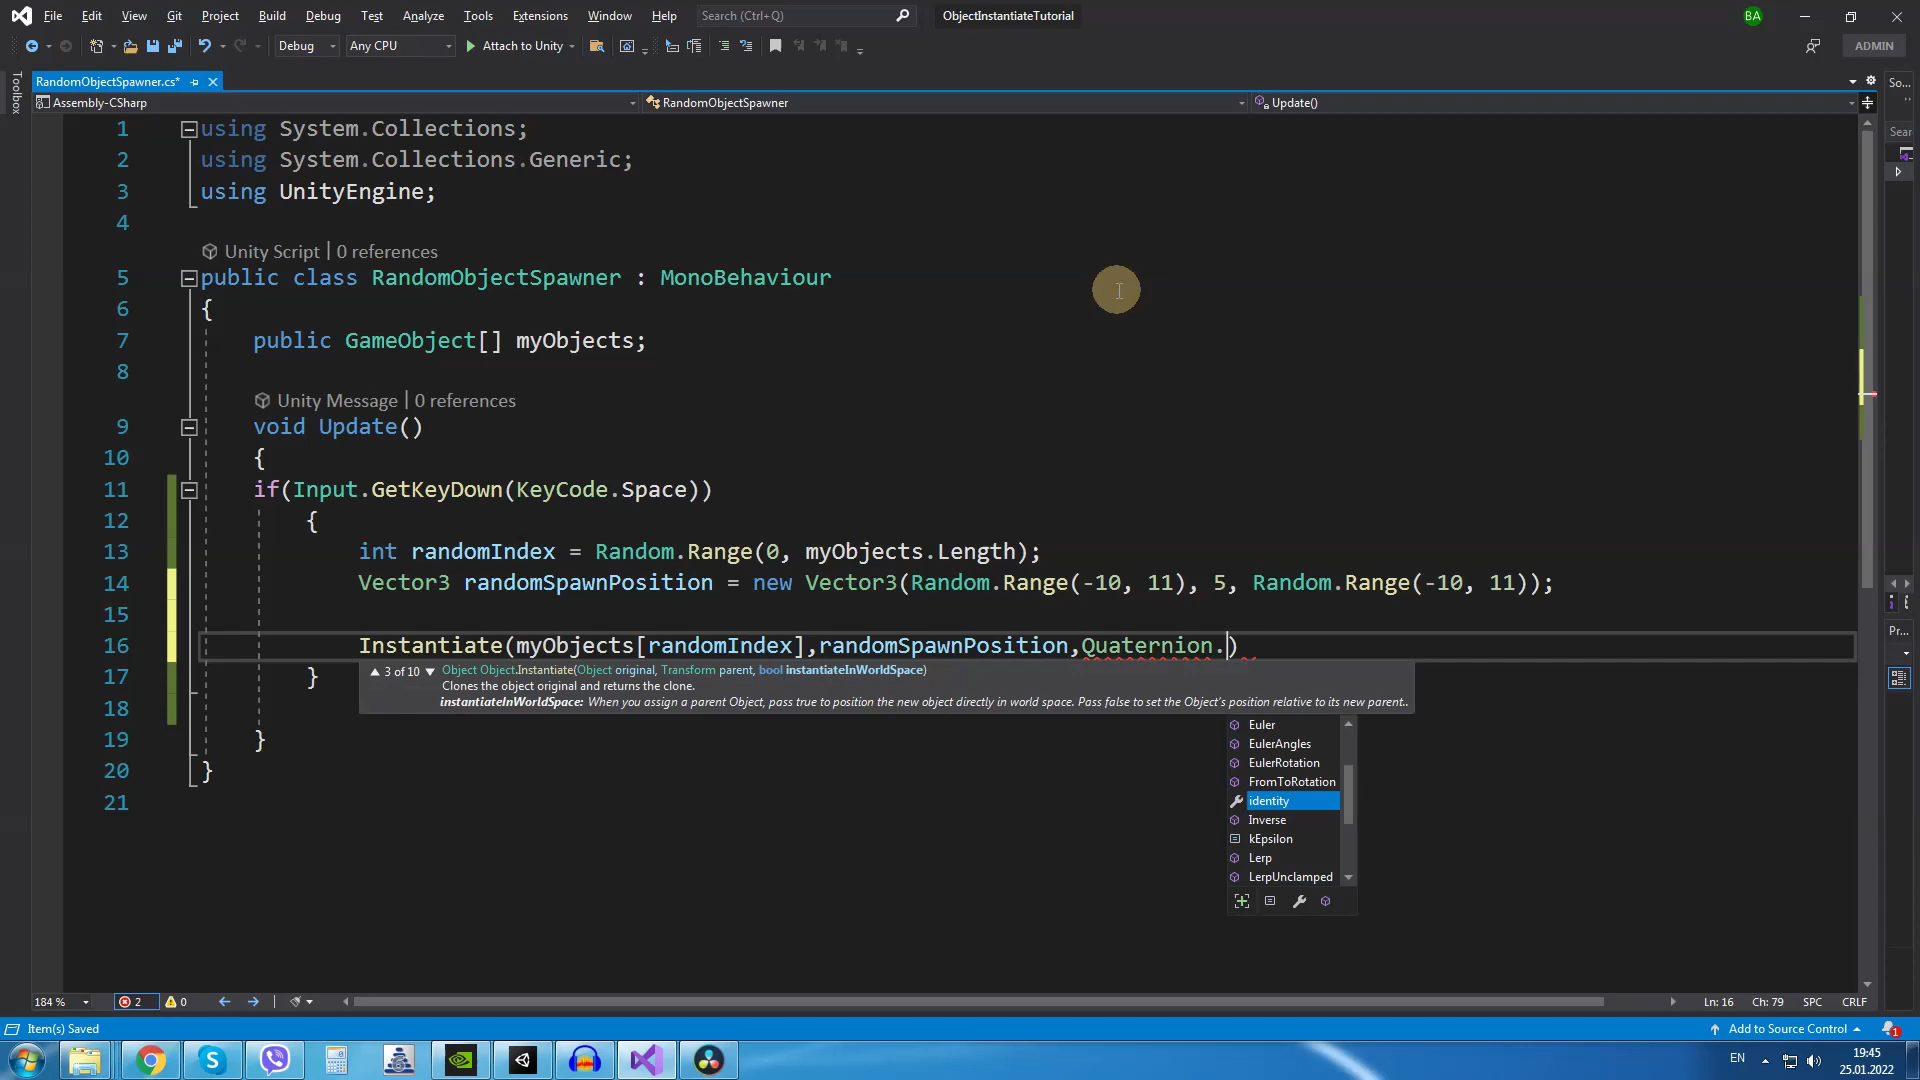 File Edit View Git Project Build Debug Test Analyze Tools Extensions Window Help Search (Ctrl+Q) ObjectInstantiateTutorial BA
Debug Any CPU Attach to Unity ADMIN
Toolbox
RandomObjectSpawner.cs* So...
Assembly-CSharp RandomObjectSpawner Update()
Sear
1 using System.Collections;
2 using System.Collections.Generic;
3 using UnityEngine;
4
Unity Script | 0 references
5 public class RandomObjectSpawner : MonoBehaviour
6 {
7 public GameObject[] myObjects;
8
Unity Message | 0 references
9 void Update()
10 {
11 if(Input.GetKeyDown(KeyCode.Space))
12 {
13 int randomIndex = Random.Range(0, myObjects.Length);
14 Vector3 randomSpawnPosition = new Vector3(Random.Range(-10, 11), 5, Random.Range(-10, 11));
15
16 Instantiate(myObjects[randomIndex],randomSpawnPosition,Quaternion.)
17 }
3 of 10 Object Object.Instantiate(Object original, Transform parent, bool instantiateInWorldSpace)
Clones the object original and returns the clone.
instantiateInWorldSpace: When you assign a parent Object, pass true to position the new object directly in world space. Pass false to set the Object's position relative to its new parent..
18
19 }
20 }
21
Euler
EulerAngles
EulerRotation
FromToRotation
identity
Inverse
kEpsilon
Lerp
LerpUnclamped
Pr...
184 % 2 0 Ln: 16 Ch: 79 SPC CRLF
Item(s) Saved Add to Source Control 1
EN 19:45
25.01.2022